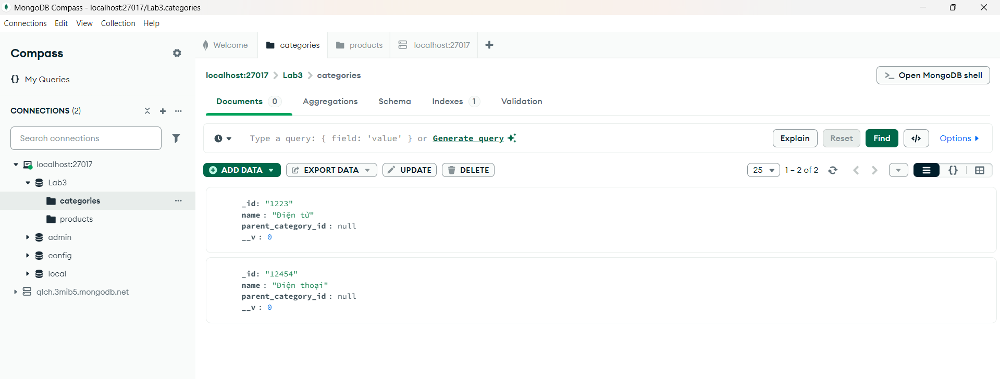 MongoDB Compass - localhost:27017/Lab3.categories
Connections Edit View Collection Help
Compass
My Queries
CONNECTIONS (2)
Search connections
localhost:27017
Lab3
categories
products
admin
config
local
qlch.3mib5.mongodb.net
Welcome categories products localhost:27017
localhost:27017 Lab3 categories
Open MongoDB shell
Documents 0 Aggregations Schema Indexes 1 Validation
Type a query: { field: 'value' } or Generate query
Explain Reset Find </> Options
ADD DATA EXPORT DATA UPDATE DELETE
25 1 – 2 of 2 {}
_id: "1223"
name : "Điện tử"
parent_category_id : null
__v : 0
_id: "12454"
name : "Điện thoại"
parent_category_id : null
__v : 0